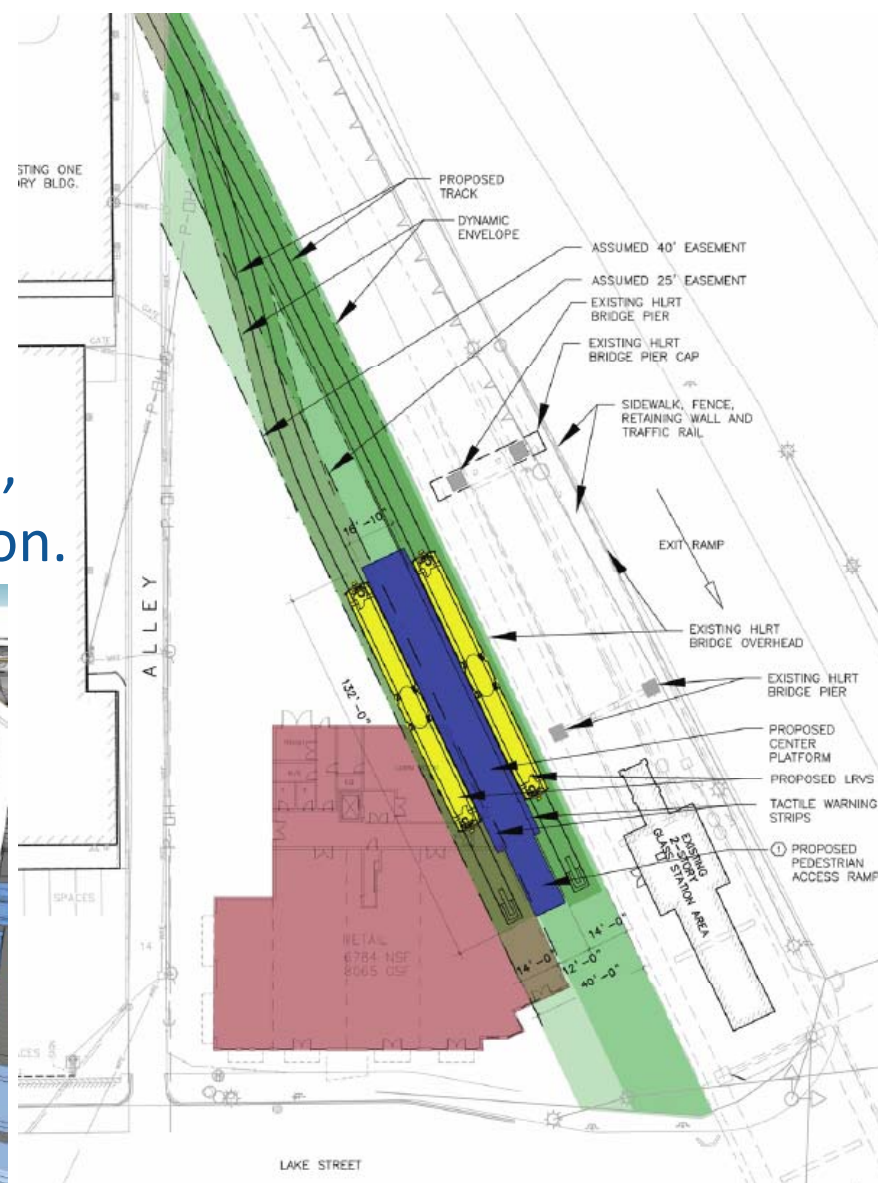 STING ONE
RY BLDG.
PROPOSED
TRACK
DYNAMIC
ENVELOPE
ASSUMED 40' EASEMENT
ASSUMED 25' EASEMENT
EXISTING HLRT
BRIDGE PIER
EXISTING HLRT
BRIDGE PIER CAP
SIDEWALK, FENCE,
RETAINING WALL AND
TRAFFIC RAIL
,
on.
EXIT RAMP
16'-10"
ALLEY
132'-0"
EXISTING HLRT
BRIDGE OVERHEAD
EXISTING HLRT
BRIDGE PIER
PROPOSED
CENTER
PLATFORM
PROPOSED LRVS
TACTILE WARNING
STRIPS
1 PROPOSED
PEDESTRIAN
ACCESS RAMP
EXISTING
2-STORY
GLASS STATION AREA
SPACES
14
RETAIL
6784 NSF
8065 GSF
14'-0"
14'-0"
12'-0"
40'-0"
LAKE STREET